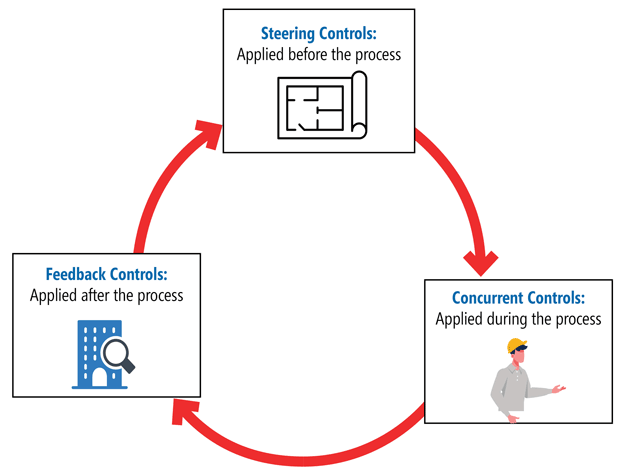 Steering Controls:
Applied before the process
Feedback Controls:
Applied after the process
Concurrent Controls:
Applied during the process